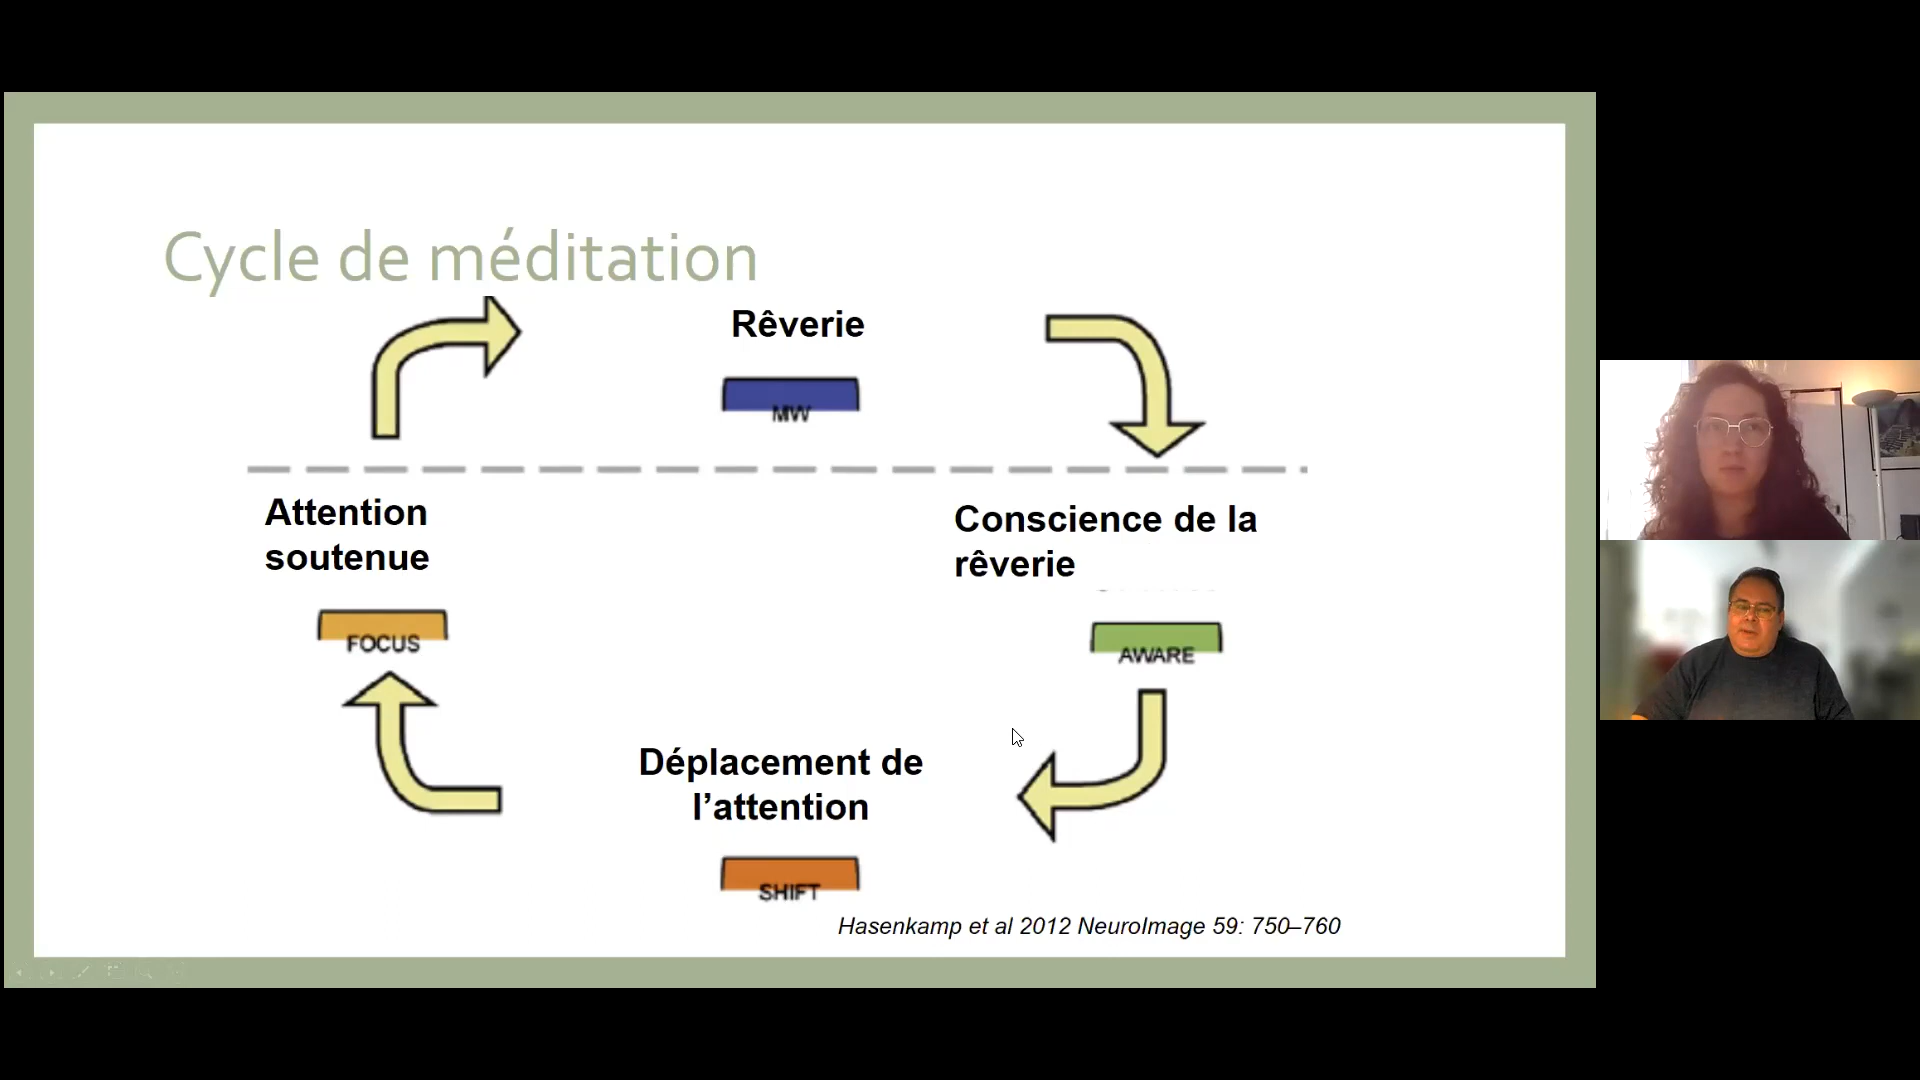 Cycle de méditation
Rêverie
MW
Attention
soutenue
FOCUS
Conscience de la
rêverie
AWARE
Déplacement de
l’attention
SHIFT
Hasenkamp et al 2012 NeuroImage 59: 750–760